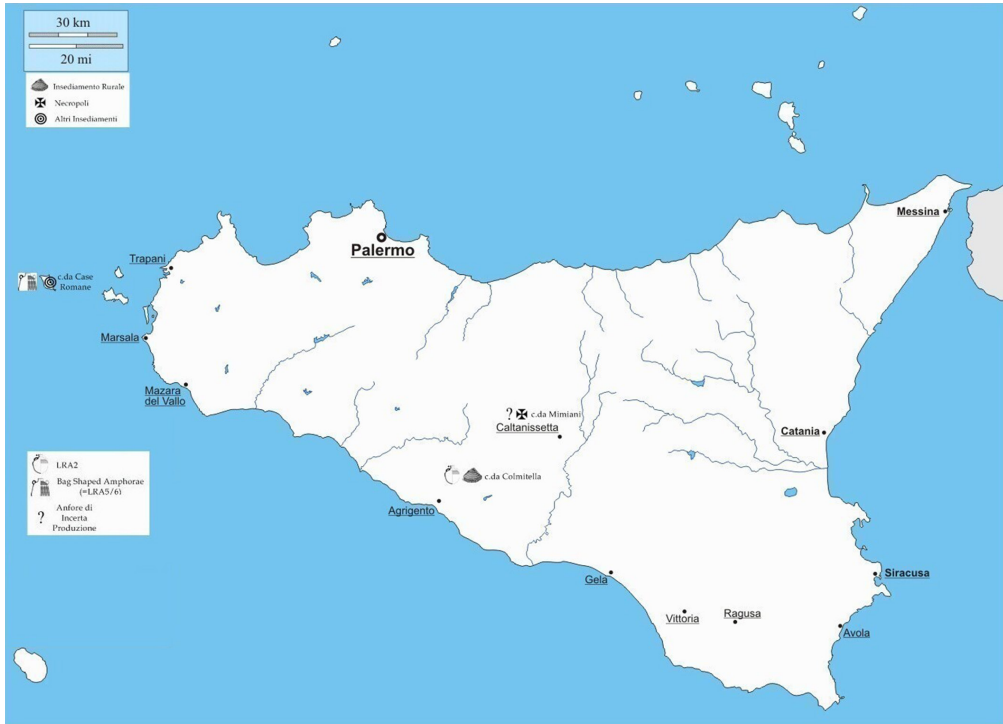 30 km
20 mi
Insediamento Rurale
Necropoli
Altri Insediamenti
Messina
Palermo
Trapani
c.da Case
Romane
Marsala
Mazara
del Vallo
? c.da Mimiani
Caltanissetta
Catania
LRA2
Bag Shaped Amphorae
(=LRA5/6)
? Anfore di
Incerta
Produzione
c.da Colmitella
Agrigento
Gela
Siracusa
Vittoria
Ragusa
Avola